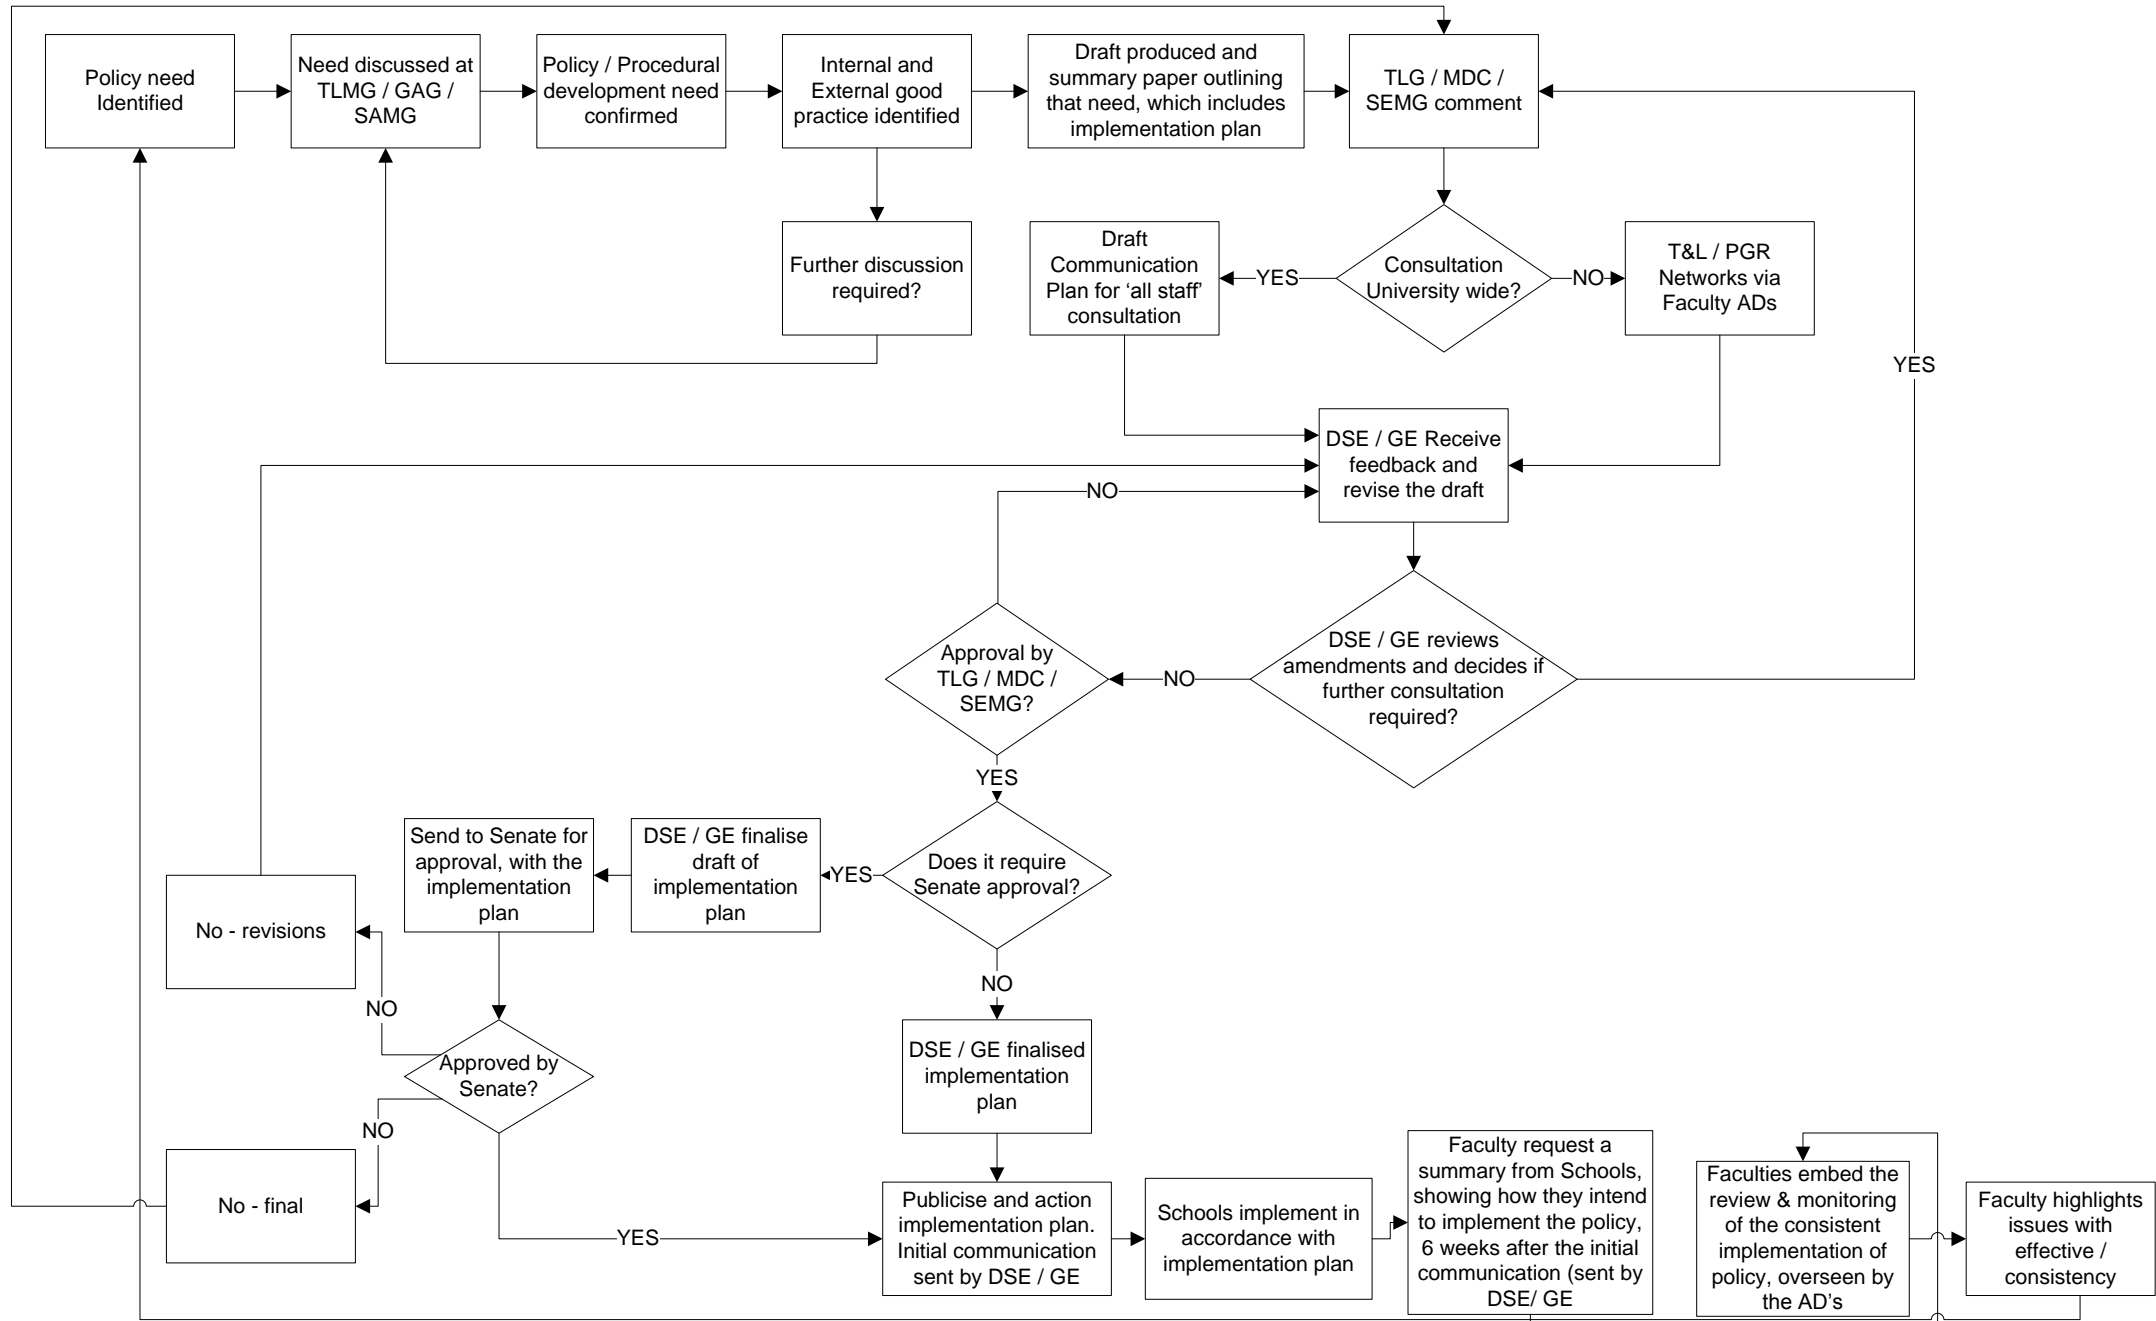 Policy need
Identified
Need discussed at
TLMG / GAG /
SAMG
Policy / Procedural
development need
confirmed
Internal and
External good
practice identified
Draft produced and
summary paper outlining
that need, which includes
implementation plan
TLG / MDC /
SEMG comment
Further discussion
required?
Draft
Communication
Plan for ‘all staff’
consultation
YES
Consultation
University wide?
NO
T&L / PGR
Networks via
Faculty ADs
YES
DSE / GE Receive
feedback and
revise the draft
NO
Approval by
TLG / MDC /
SEMG?
NO
DSE / GE reviews
amendments and decides if
further consultation
required?
YES
Send to Senate for
approval, with the
implementation
plan
DSE / GE finalise
draft of
implementation
plan
YES
Does it require
Senate approval?
No - revisions
NO
NO
Approved by
Senate?
DSE / GE finalised
implementation
plan
NO
No - final
YES
Publicise and action
implementation plan.
Initial communication
sent by DSE / GE
Schools implement in
accordance with
implementation plan
Faculty request a
summary from Schools,
showing how they intend
to implement the policy,
6 weeks after the initial
communication (sent by
DSE/ GE
Faculties embed the
review & monitoring
of the consistent
implementation of
policy, overseen by
the AD's
Faculty highlights
issues with
effective /
consistency